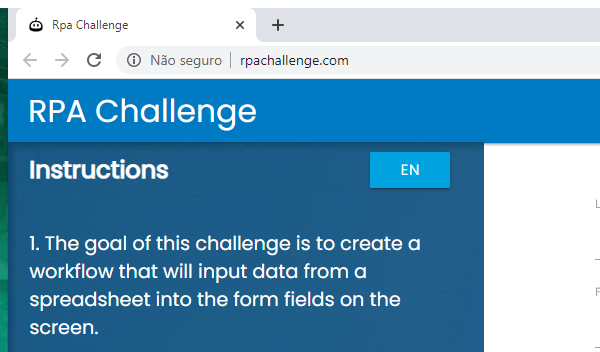 Rpa Challenge
Não seguro rpachallenge.com
RPA Challenge
Instructions
EN
1. The goal of this challenge is to create a
workflow that will input data from a
spreadsheet into the form fields on the
screen.
L
F